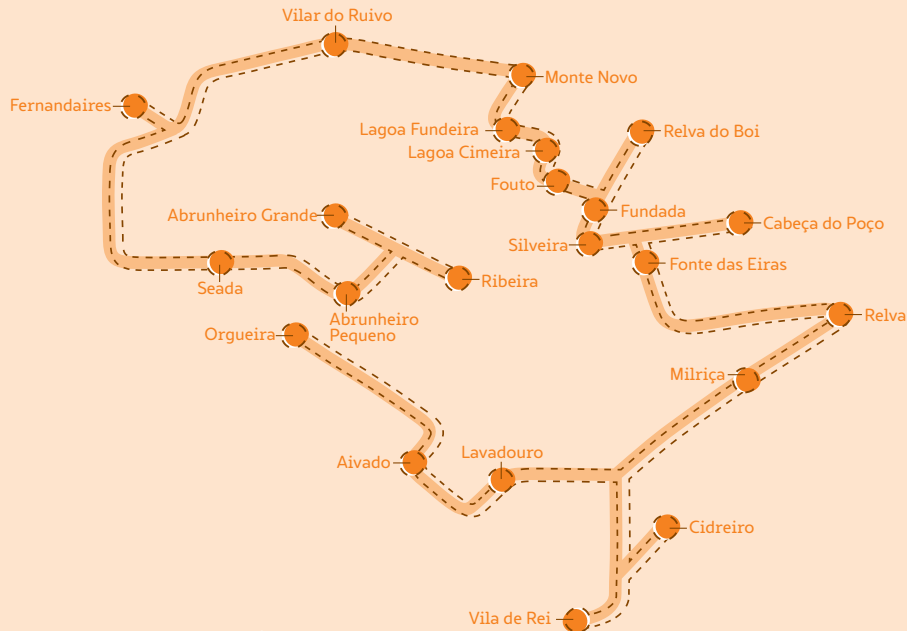 Vilar do Ruivo
Monte Novo
Fernandaires
Lagoa Fundeira
Relva do Boi
Lagoa Cimeira
Fouto
Abrunheiro Grande
Fundada
Cabeça do Poço
Silveira
Fonte das Eiras
Ribeira
Seada
Abrunheiro
Pequeno
Relva
Orgueira
Milriça
Lavadouro
Aivado
Cidreiro
Vila de Rei